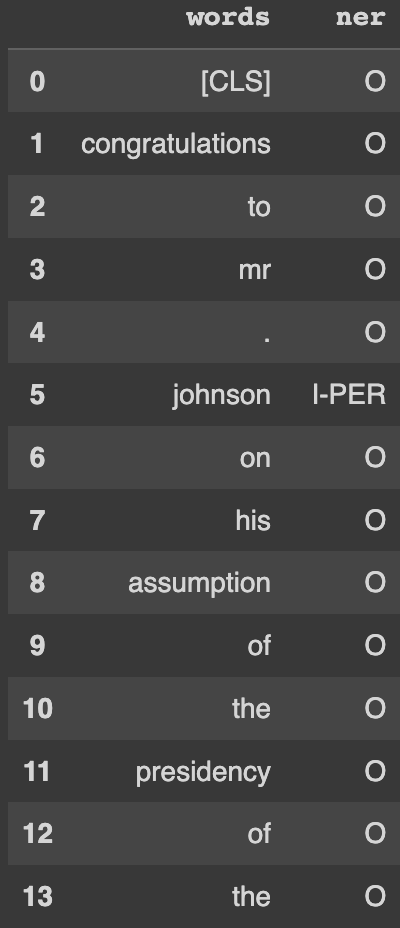 words ner
0 [CLS] O
1 congratulations O
2 to O
3 mr O
4 . O
5 johnson I-PER
6 on O
7 his O
8 assumption O
9 of O
10 the O
11 presidency O
12 of O
13 the O